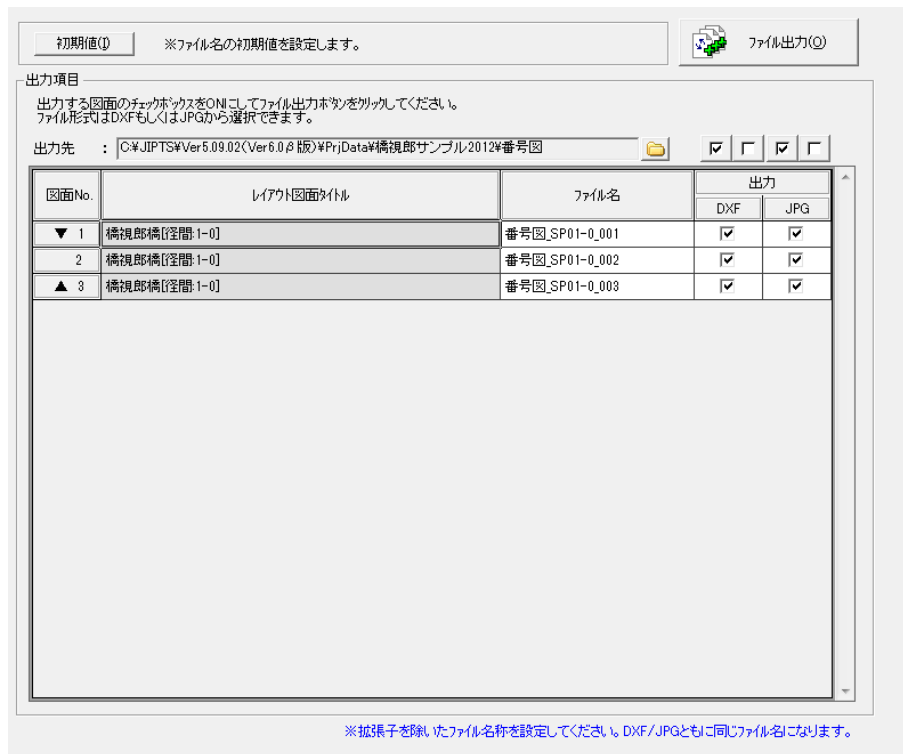 初期値(I)
※ファイル名の初期値を設定します。
ファイル出力(O)
出力項目
出力する図面のチェックボックスをONにしてファイル出力ボタンをクリックしてください。
ファイル形式はDXFもしくはJPGから選択できます。
出力先 : C:¥JIPTS¥Ver5.09.02(Ver6.0β版)¥PrjData¥橋視郎サンプル2012¥番号図
図面No. レイアウト図面タイトル ファイル名 出力
DXF JPG
▼ 1 橋視郎橋[径間:1-0] 番号図_SP01-0_001
2 橋視郎橋[径間:1-0] 番号図_SP01-0_002
▲ 3 橋視郎橋[径間:1-0] 番号図_SP01-0_003
※拡張子を除いたファイル名称を設定してください。DXF/JPGともに同じファイル名になります。